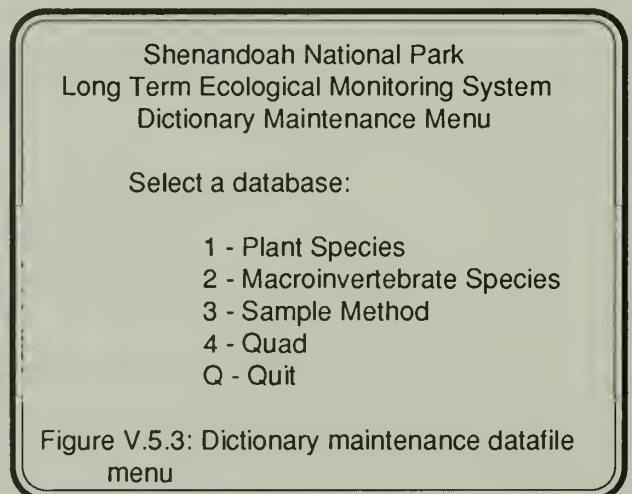 Shenandoah National Park
Long Term Ecological Monitoring System
Dictionary Maintenance Menu
Select a database:
1 - Plant Species
2 - Macroinvertebrate Species
3 - Sample Method
4 - Quad
Q - Quit
Figure V.5.3: Dictionary maintenance datafile
menu